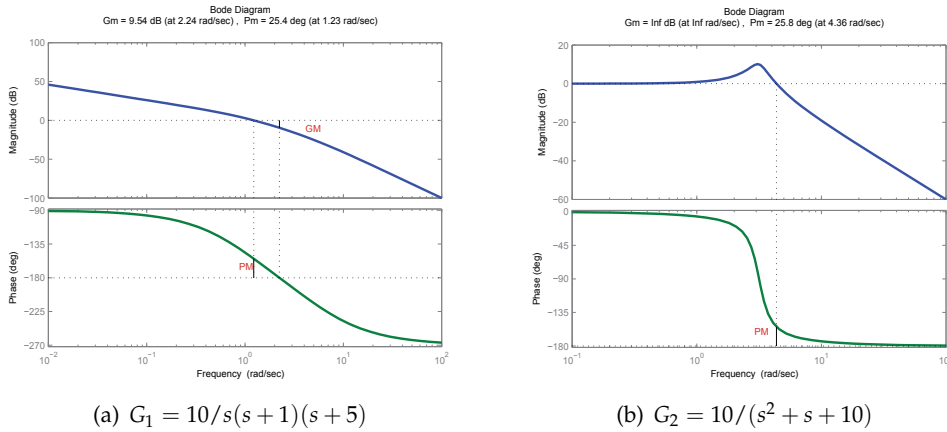 Bode Diagram
Gm = 9.54 dB (at 2.24 rad/sec) , Pm = 25.4 deg (at 1.23 rad/sec)
100
50
0
−50
−100
Magnitude (dB)
GM
−90
−135
−180
−225
−270
Phase (deg)
PM
10^−2
10^−1
10^0
10^1
10^2
Frequency (rad/sec)
(a) G₁ = 10/s(s + 1)(s + 5)
Bode Diagram
Gm = Inf dB (at Inf rad/sec) , Pm = 25.8 deg (at 4.36 rad/sec)
20
0
−20
−40
−60
Magnitude (dB)
0
−45
−90
−135
−180
Phase (deg)
PM
10^−1
10^0
10^1
10
Frequency (rad/sec)
(b) G₂ = 10/(s² + s + 10)